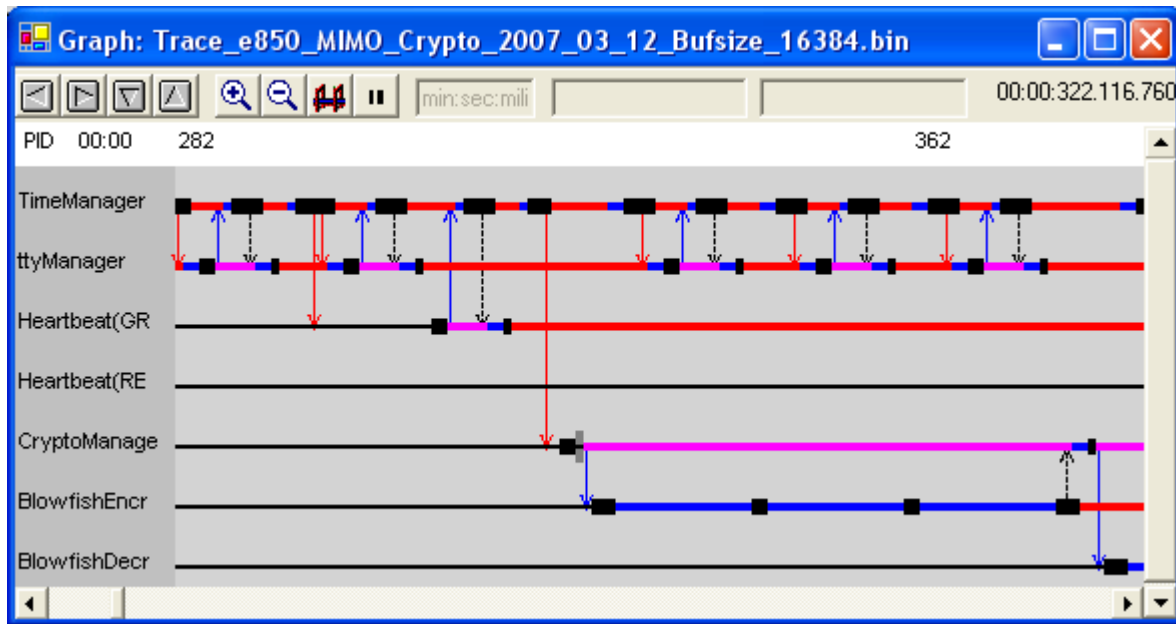 Graph: Trace_e850_MIMO_Crypto_2007_03_12_Bufsize_16384.bin
min:sec:mili 00:00:322.116.760
PID 00:00 282 362
TimeManager
ttyManager
Heartbeat(GR
Heartbeat(RE
CryptoManage
BlowfishEncr
BlowfishDecr